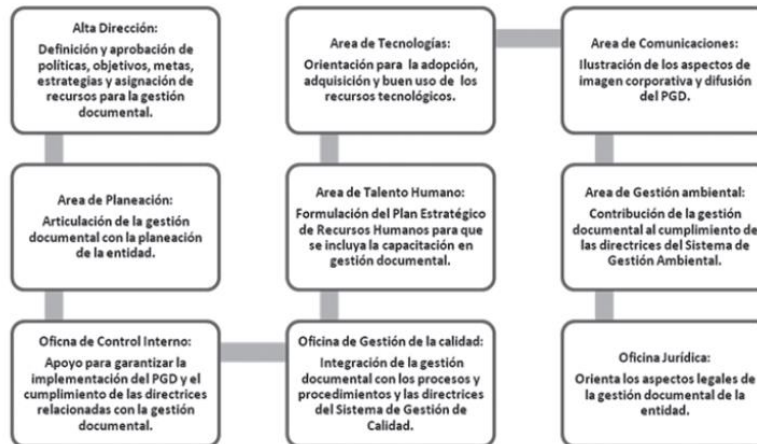 Alta Dirección:
Definición y aprobación de
políticas, objetivos, metas,
estrategias y asignación de
recursos para la gestión
documental.
Area de Planeación:
Articulación de la gestión
documental con la planeación
de la entidad.
Oficna de Control Interno:
Apoyo para garantizar la
implementación del PGD y el
cumplimiento de las directrices
relacionadas con la gestión
documental.
Oficina de Gestión de la calidad:
Integración de la gestión
documental con los procesos y
procedimientos y las directrices
del Sistema de Gestión de
Calidad.
Area de Talento Humano:
Formulación del Plan Estratégico
de Recursos Humanos para que
se incluya la capacitación en
gestión documental.
Area de Tecnologías:
Orientación para la adopción,
adquisición y buen uso de los
recursos tecnológicos.
Area de Comunicaciones:
Ilustración de los aspectos de
imagen corporativa y difusión
del PGD.
Area de Gestión ambiental:
Contribución de la gestión
documental al cumplimiento de
las directrices del Sistema de
Gestión Ambiental.
Oficina Jurídica:
Orienta los aspectos legales de
la gestión documental de la
entidad.